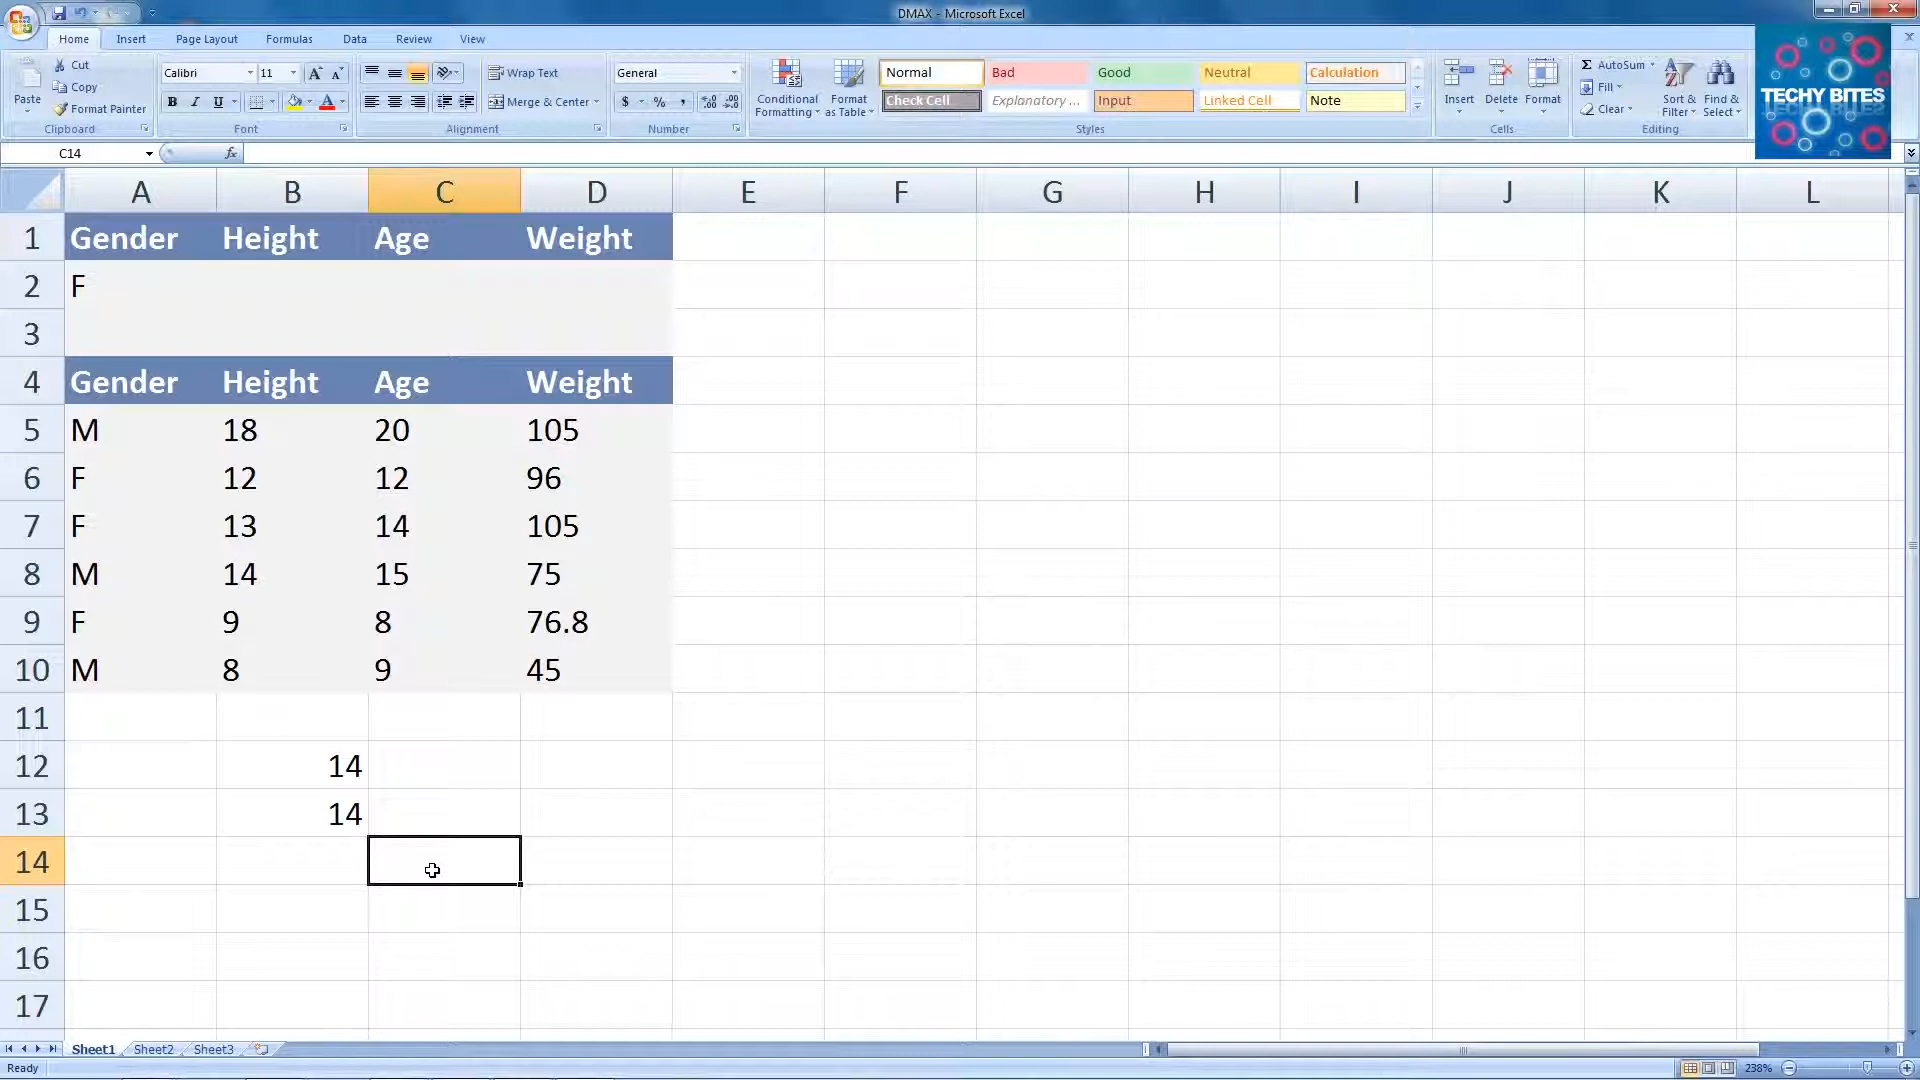 DMAX - Microsoft Excel
Home Insert Page Layout Formulas Data Review View
Paste Cut Copy Format Painter Clipboard
Calibri 11 A A B I U A Font
Wrap Text Merge & Center Alignment
General $ % , Number
Conditional Formatting Format as Table
Normal Bad Good Neutral Calculation
Check Cell Explanatory ... Input Linked Cell Note
Styles
Insert Delete Format Cells
Σ AutoSum Fill Clear Sort & Filter Find & Select Editing
TECHY BITES
C14 fx
A B C D E F G H I J K L
1 Gender Height Age Weight
2 F
3
4 Gender Height Age Weight
5 M 18 20 105
6 F 12 12 96
7 F 13 14 105
8 M 14 15 75
9 F 9 8 76.8
10 M 8 9 45
11
12 14
13 14
14
15
16
17
Sheet1 Sheet2 Sheet3
Ready 238%